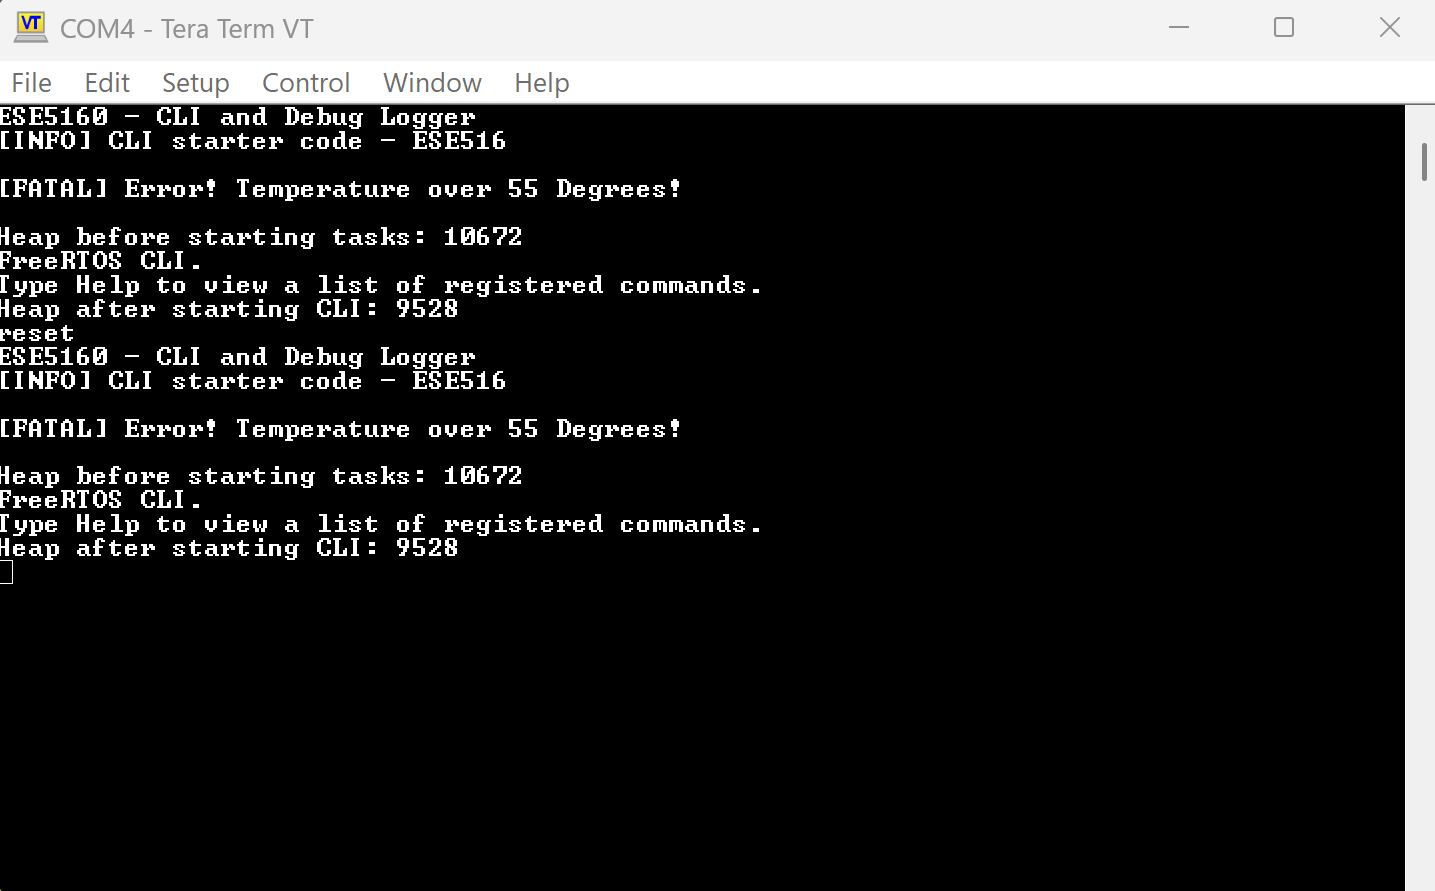 VT COM4 - Tera Term VT
File Edit Setup Control Window Help
ESE5160 - CLI and Debug Logger
[INFO] CLI starter code - ESE516
[FATAL] Error! Temperature over 55 Degrees!
Heap before starting tasks: 10672
FreeRTOS CLI.
Type Help to view a list of registered commands.
Heap after starting CLI: 9528
reset
ESE5160 - CLI and Debug Logger
[INFO] CLI starter code - ESE516
[FATAL] Error! Temperature over 55 Degrees!
Heap before starting tasks: 10672
FreeRTOS CLI.
Type Help to view a list of registered commands.
Heap after starting CLI: 9528